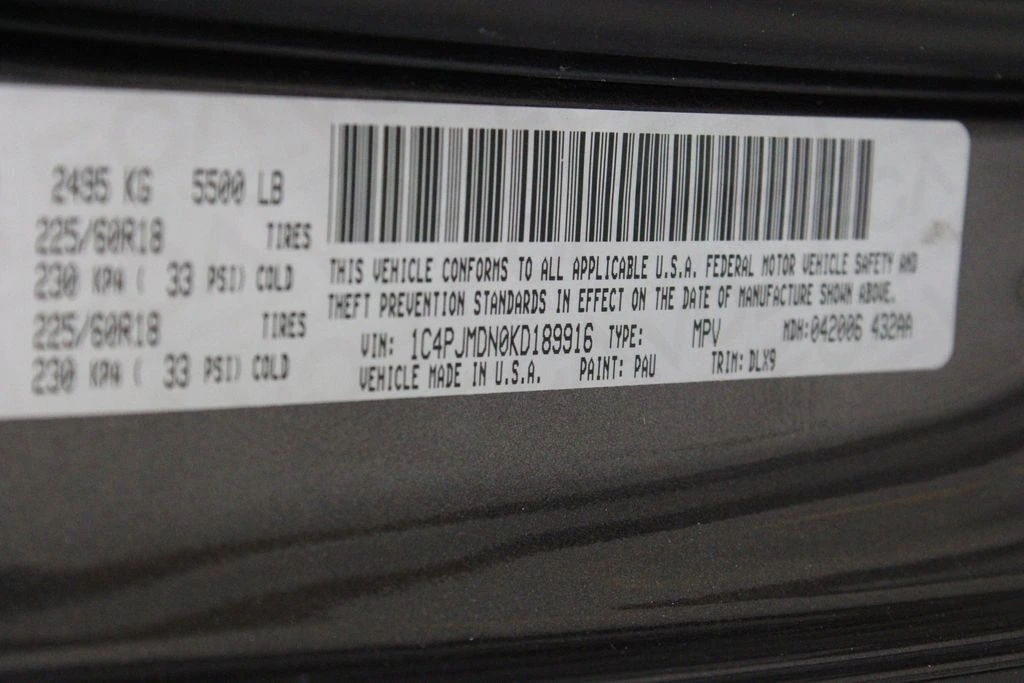 2495 KG 5500 LB
225/60R18 TIRES
230 KPA ( 33 PSI) COLD
225/60R18 TIRES
230 KPA ( 33 PSI) COLD
THIS VEHICLE CONFORMS TO ALL APPLICABLE U.S.A. FEDERAL MOTOR VEHICLE SAFETY AND
THEFT PREVENTION STANDARDS IN EFFECT ON THE DATE OF MANUFACTURE SHOWN ABOVE.
VIN: 1C4PJMDN0KD189916 TYPE: MPV MDH: 042006 432AA
VEHICLE MADE IN U.S.A. PAINT: PAU TRIM: DLX9